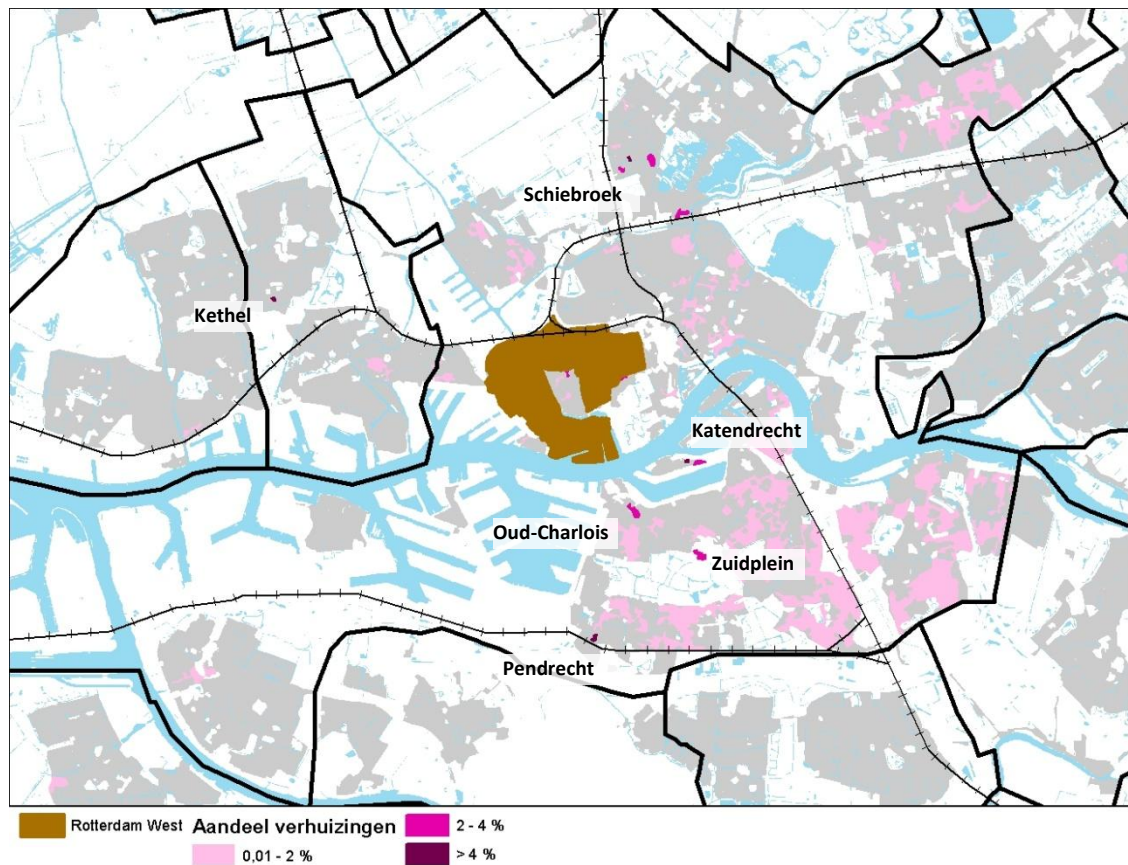 Schiebroek
Kethel
Katendrecht
Oud-Charlois
Zuidplein
Pendrecht
Rotterdam West Aandeel verhuizingen 2 - 4 %
0,01 - 2 % > 4 %